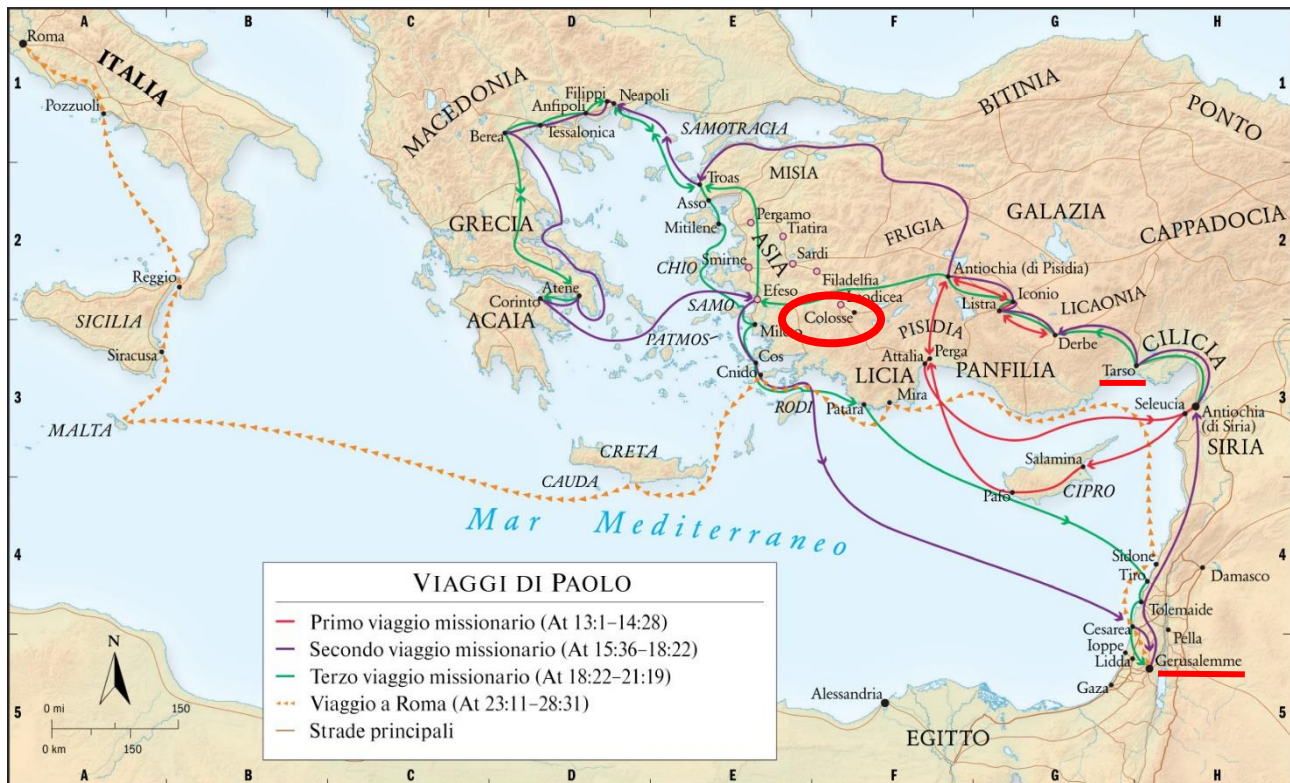 A B C D E F G H
Roma
ITALIA
1
Pozzuoli
MACEDONIA
Filippi
Neapoli
Anfipoli
Tessalonica
Berea
SAMOTRACIA
BITINIA
PONTO
1
Troas
MISIA
Asso
Mitilene
Pergamo
Tiatira
ASIA
Sardi
Smirne
Filadelfia
Efeso
FRIGIA
GALAZIA
CAPPADOCIA
2
Reggio
GRECIA
CHIO
Antiochia (di Pisidia)
2
Atene
Corinto
ACAIA
SAMO
PATMOS
Colosse
PISIDIA
Iconio
Listra
LICAONIA
Derbe
CILICIA
SICILIA
Siracusa
Cos
Cnido
Attalia
Perga
LICIA
PANFILIA
Tarso
3
MALTA
RODI
Patara
Mira
Seleucia
Antiochia
(di Siria)
SIRIA
3
CRETA
CAUDA
Salamina
Pafo
CIPRO
Mar Mediterraneo
4
Sidone
Tiro
Damasco
4
Tolemaide
Cesarea
Pella
Ioppe
Lidda
Gerusalemme
Gaza
Alessandria
EGITTO
5
5
VIAGGI DI PAOLO
Primo viaggio missionario (At 13:1–14:28)
Secondo viaggio missionario (At 15:36–18:22)
Terzo viaggio missionario (At 18:22–21:19)
Viaggio a Roma (At 23:11–28:31)
Strade principali
N
0 mi 150
0 km 150
A B C D E F G H